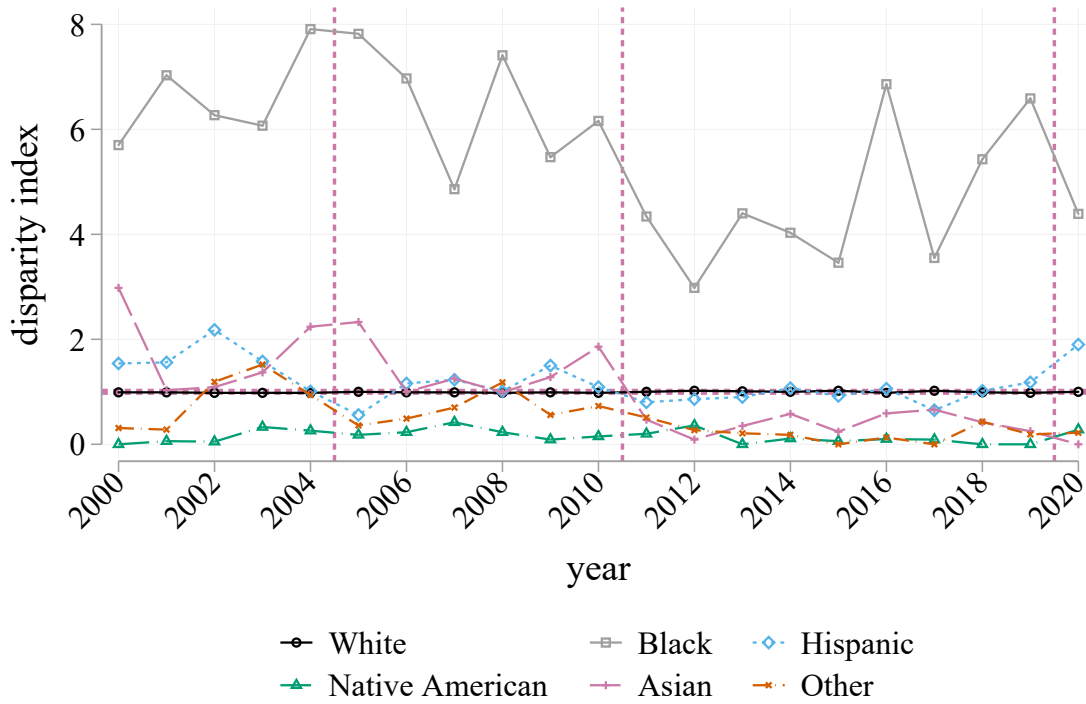 8
6
4
2
0
disparity index
2000 2002 2004 2006 2008 2010 2012 2014 2016 2018 2020
year
White Black Hispanic
Native American Asian Other